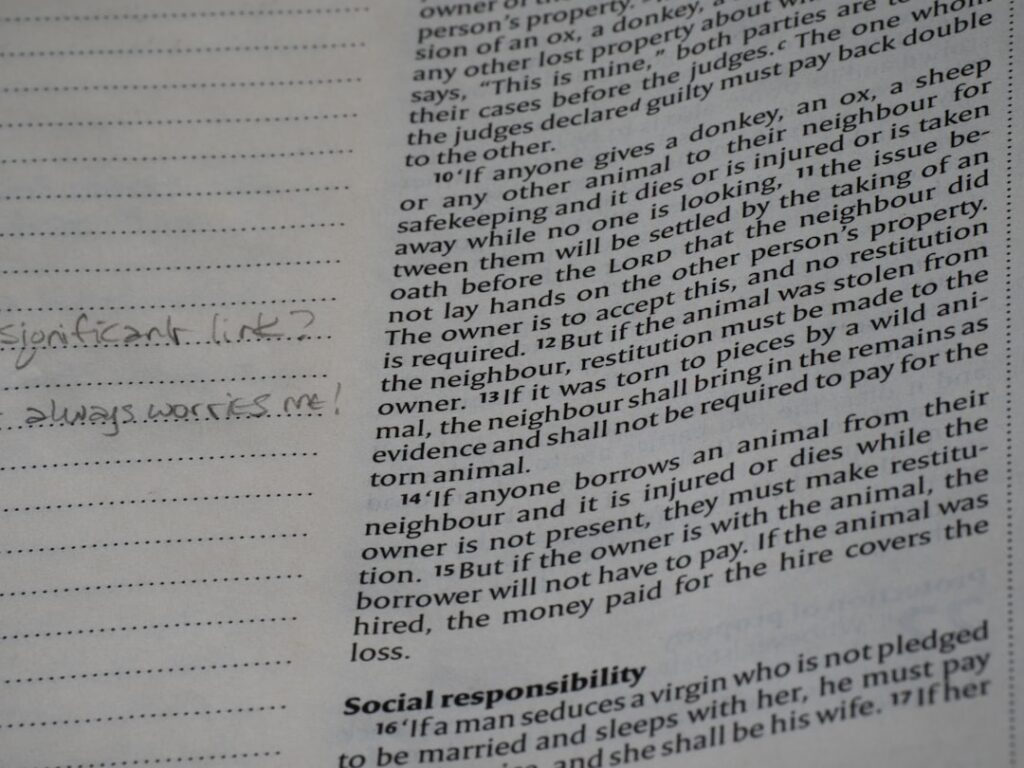 owner of the
person's property.
sion of an ox, a donkey, a
any other lost property about
says, "This is mine," both parties are to
their cases before the judges.ᶜ The one whom
the judges declareᵈ guilty must pay back double
to the other.
¹⁰'If anyone gives a donkey, an ox, a sheep
or any other animal to their neighbour for
safekeeping and it dies or is injured or is taken
away while no one is looking, ¹¹the issue be-
tween them will be settled by the taking of an
oath before the LORD that the neighbour did
not lay hands on the other person's property.
The owner is to accept this, and no restitution
is required. ¹²But if the animal was stolen from
the neighbour, restitution must be made to the
owner. ¹³If it was torn to pieces by a wild ani-
mal, the neighbour shall bring in the remains as
evidence and shall not be required to pay for the
torn animal.
¹⁴'If anyone borrows an animal from their
neighbour and it is injured or dies while the
owner is not present, they must make restitu-
tion. ¹⁵But if the owner is with the animal, the
borrower will not have to pay. If the animal was
hired, the money paid for the hire covers the
loss.
Social responsibility
¹⁶'If a man seduces a virgin who is not pledged
to be married and sleeps with her, he must pay
and she shall be his wife. ¹⁷If her
significant link?
always worries me!